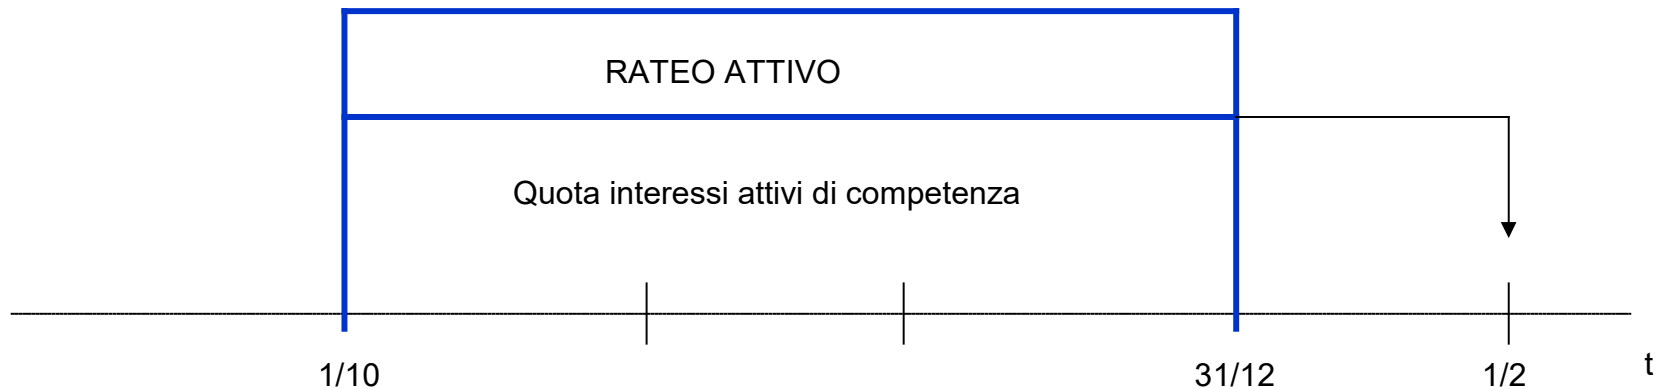 RATEO ATTIVO
Quota interessi attivi di competenza
1/10
31/12
1/2
t